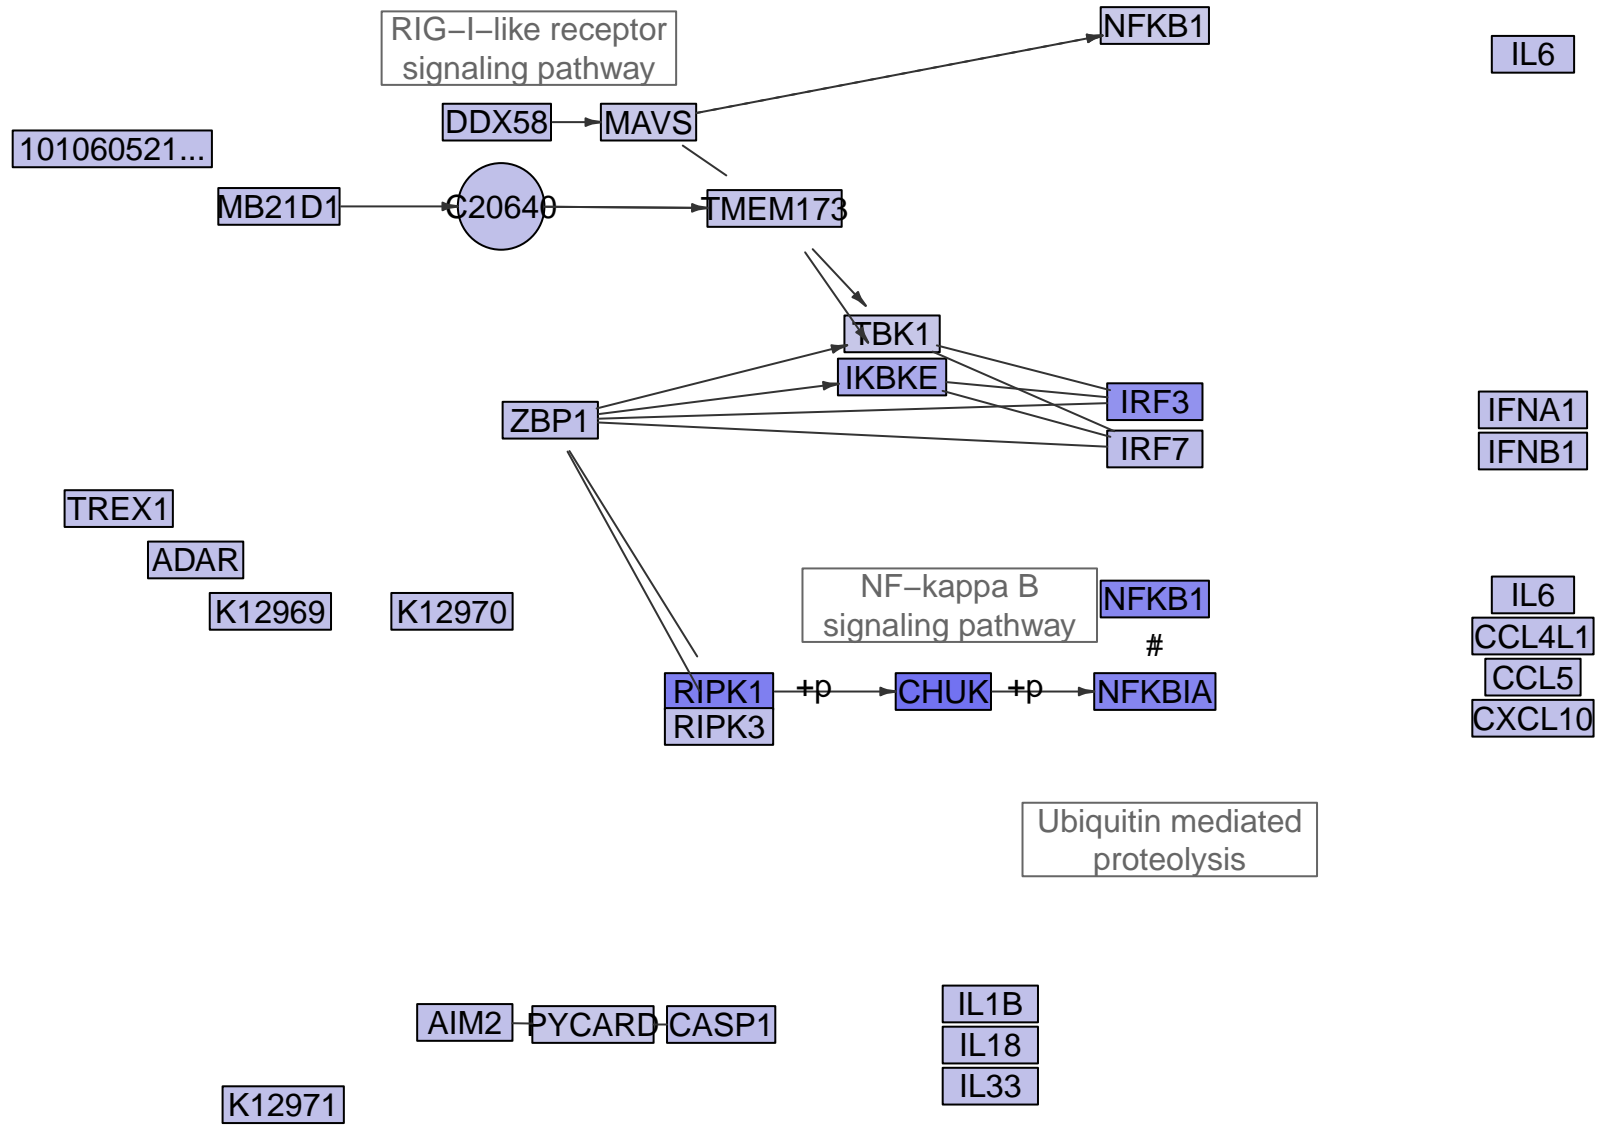 RIG−I−like receptor
signaling pathway
NFKB1
IL6
DDX58
MAVS
101060521...
MB21D1
C20640
TMEM173
TBK1
IKBKE
ZBP1
IRF3
IRF7
IFNA1
IFNB1
TREX1
ADAR
K12969
K12970
NF−kappa B
signaling pathway
NFKB1
#
IL6
CCL4L1
CCL5
CXCL10
RIPK1
+p
CHUK
+p
NFKBIA
RIPK3
Ubiquitin mediated
proteolysis
AIM2
PYCARD
CASP1
IL1B
IL18
IL33
K12971